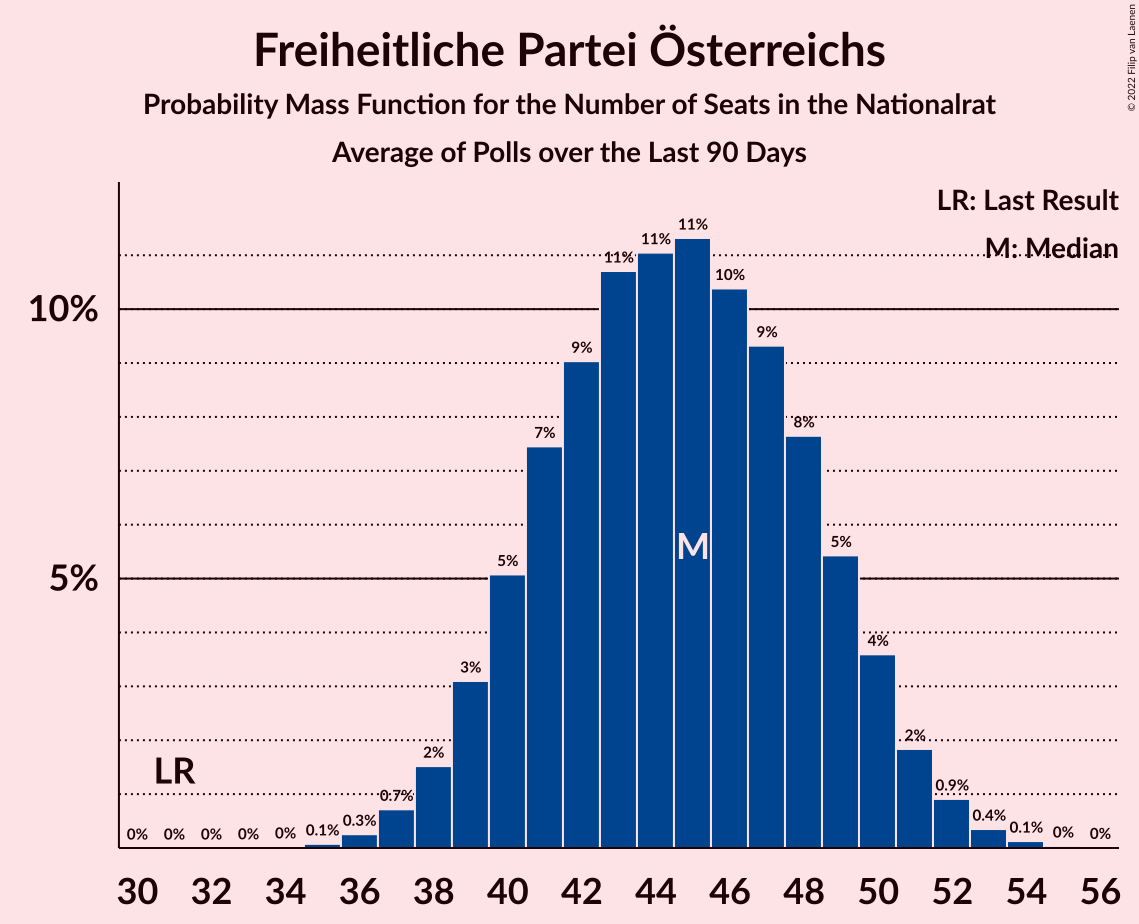 Freiheitliche Partei Österreichs
Probability Mass Function for the Number of Seats in the Nationalrat
Average of Polls over the Last 90 Days
© 2022 Filip van Laenen
LR: Last Result
M: Median
10%
5%
LR
M
0% 0% 0% 0% 0% 0.1% 0.3% 0.7% 2% 3% 5% 7% 9% 11% 11% 11% 10% 9% 8% 5% 4% 2% 0.9% 0.4% 0.1% 0% 0%
30 32 34 36 38 40 42 44 46 48 50 52 54 56